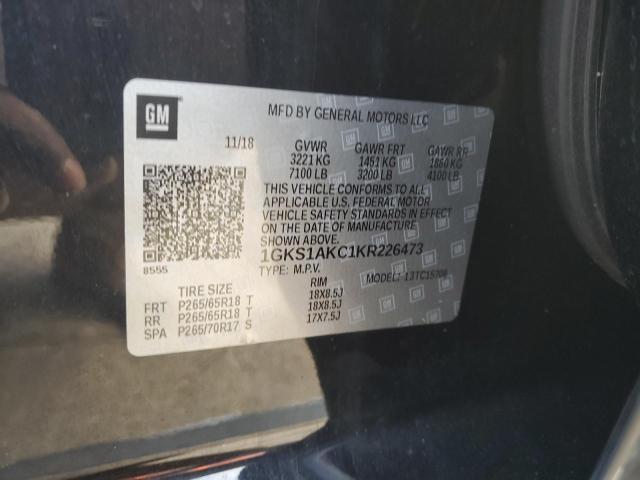 GM
MFD BY GENERAL MOTORS LLC
11/18 GVWR GAWR FRT GAWR RR
3221 KG 1451 KG 1860 KG
7100 LB 3200 LB 4100 LB
THIS VEHICLE CONFORMS TO ALL
APPLICABLE U.S. FEDERAL MOTOR
VEHICLE SAFETY STANDARDS IN EFFECT
ON THE DATE OF MANUFACTURE
SHOWN ABOVE.
1GKS1AKC1KR226473
8555
TYPE: M.P.V. MODEL: 13TC15706
TIRE SIZE RIM
FRT P265/65R18 T 18X8.5J
RR P265/65R18 T 18X8.5J
SPA P265/70R17 S 17X7.5J